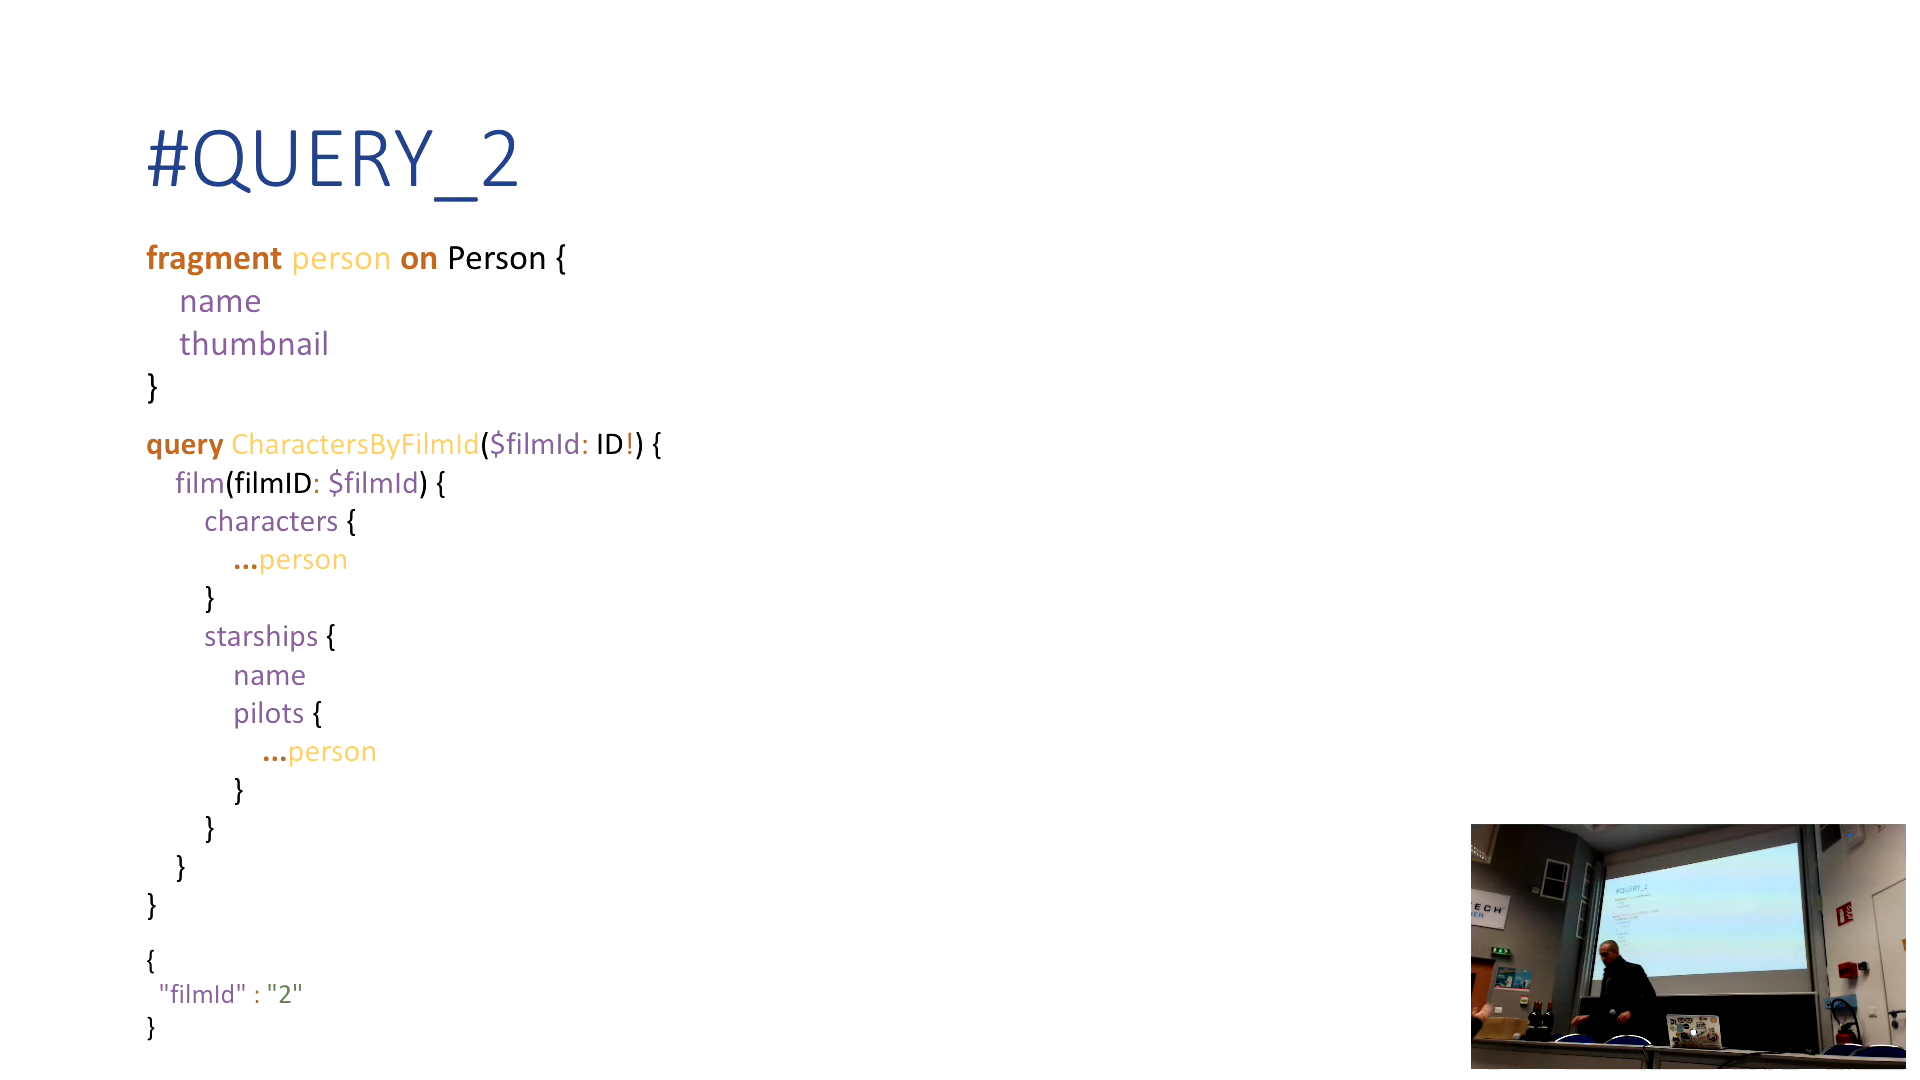 #QUERY_2
fragment person on Person {
name
thumbnail
}
query CharactersByFilmId($filmId: ID!) {
film(filmID: $filmId) {
characters {
...person
}
starships {
name
pilots {
...person
}
}
}
}
{
"filmId" : "2"
}
#QUERY_2